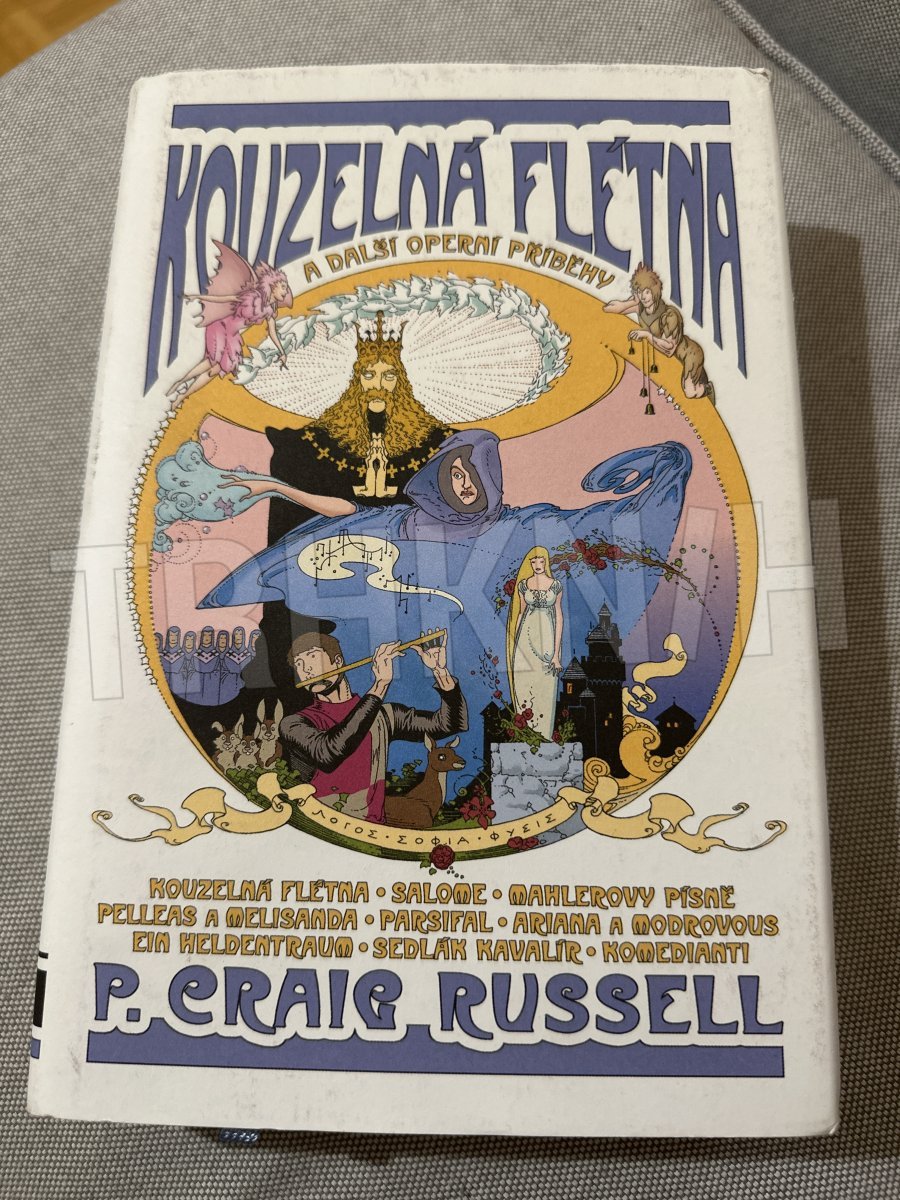 KOUZELNÁ FLÉTNA
A DALŠÍ OPERNÍ PŘÍBĚHY
TRHKNIH
ΛΟΓΟΣ · ΣΟΦΙΑ · ΦΥΣΙΣ
KOUZELNÁ FLÉTNA · SALOME · MAHLEROVY PÍSNĚ
PELLEAS A MELISANDA · PARSIFAL · ARIANA A MODROVOUS
EIN HELDENTRAUM · SEDLÁK KAVALÍR · KOMEDIANTI
P. CRAIG RUSSELL